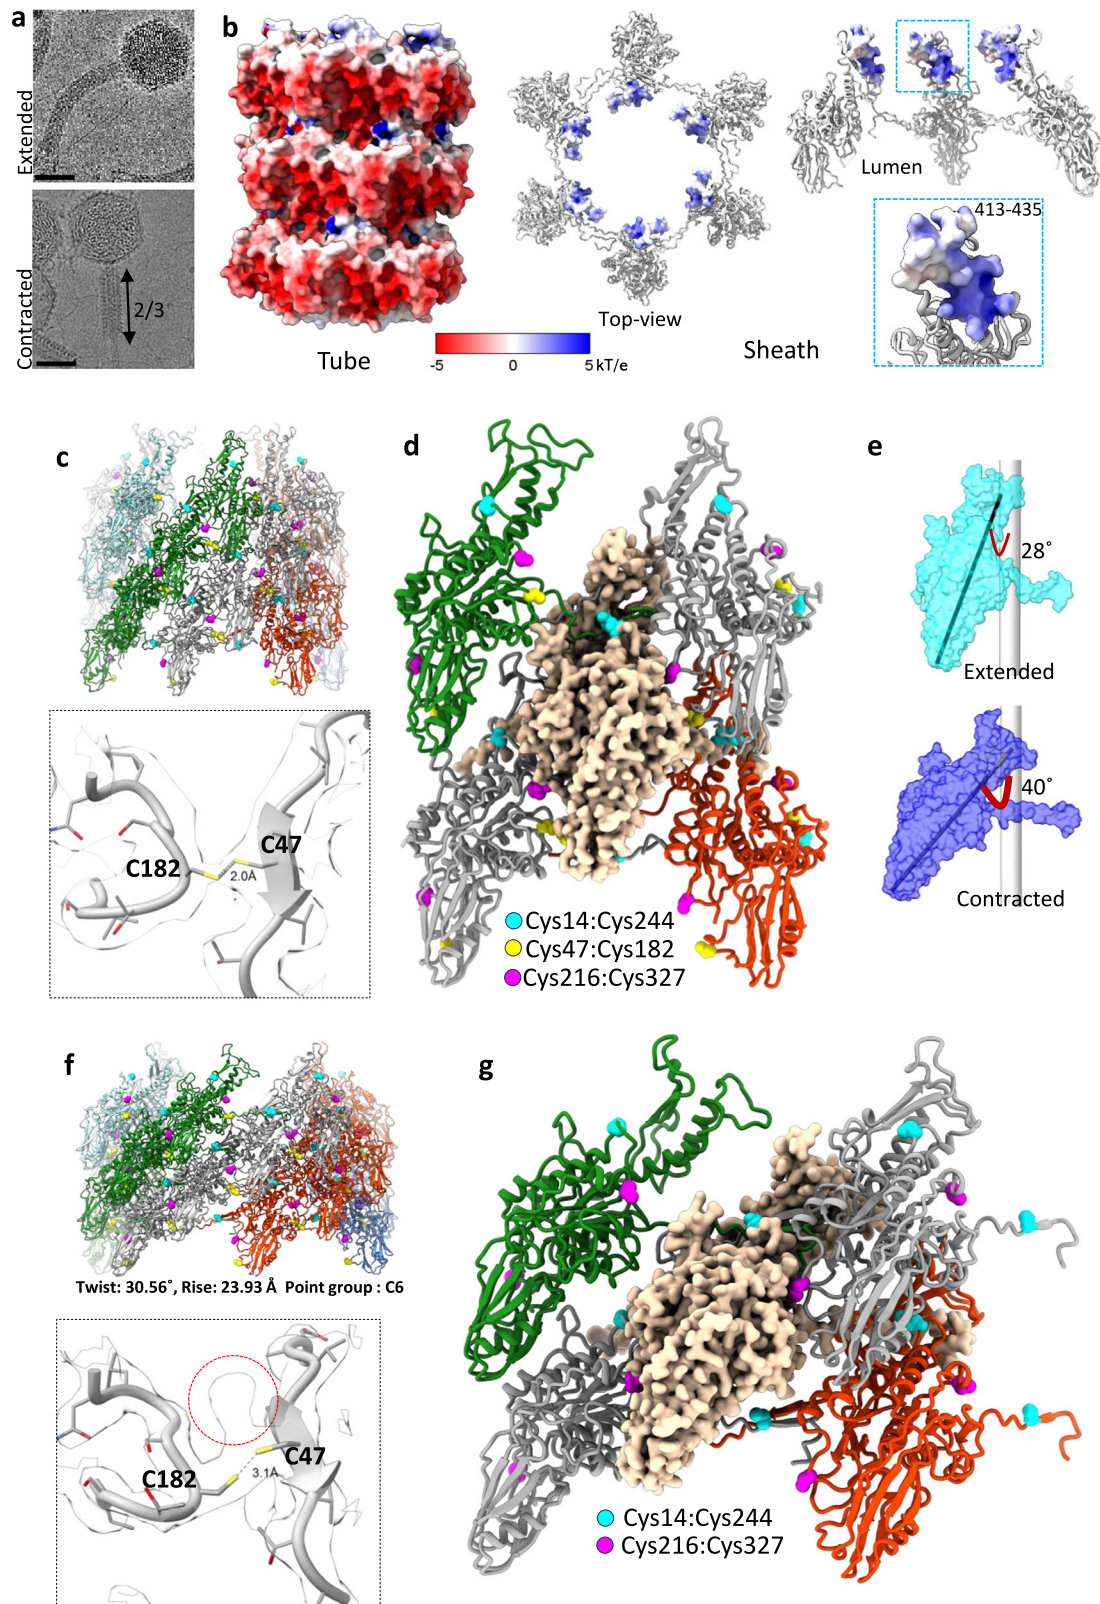 a
Extended
Contracted
2/3
b
Tube
-5
0
5 kT/e
Top-view
Sheath
Lumen
413-435
c
C182
2.0Å
C47
d
Cys14:Cys244
Cys47:Cys182
Cys216:Cys327
e
28˚
Extended
40˚
Contracted
f
Twist: 30.56˚, Rise: 23.93 Å Point group : C6
C182
3.1Å
C47
g
Cys14:Cys244
Cys216:Cys327